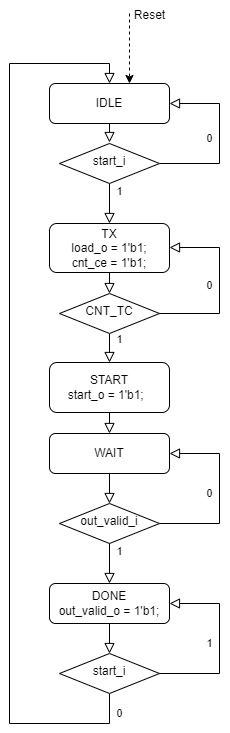 Reset
IDLE
0
start_i
1
TX
load_o = 1'b1;
cnt_ce = 1'b1;
0
CNT_TC
1
START
start_o = 1'b1;
WAIT
0
out_valid_i
1
DONE
out_valid_o = 1'b1;
1
start_i
0